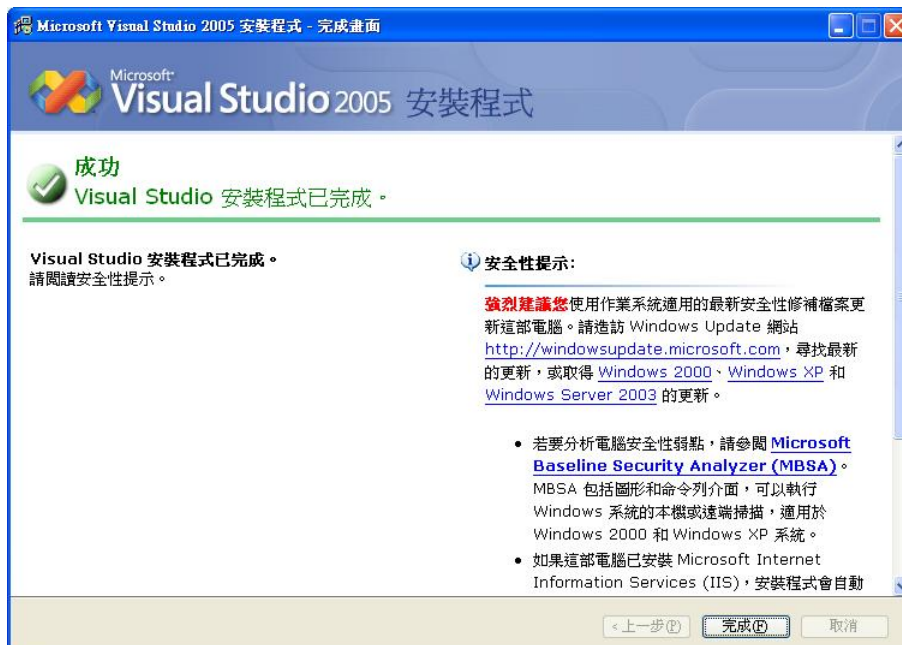 Microsoft Visual Studio 2005 安裝程式 - 完成畫面
Microsoft
Visual Studio 2005 安裝程式
成功
Visual Studio 安裝程式已完成。
Visual Studio 安裝程式已完成。
請閱讀安全性提示。
安全性提示:
強烈建議您使用作業系統適用的最新安全性修補檔案更
新這部電腦。請造訪 Windows Update 網站
http://windowsupdate.microsoft.com，尋找最新
的更新，或取得 Windows 2000、Windows XP 和
Windows Server 2003 的更新。
• 若要分析電腦安全性弱點，請參閱 Microsoft
Baseline Security Analyzer (MBSA)。
MBSA 包括圖形和命令列介面，可以執行
Windows 系統的本機或遠端掃描，適用於
Windows 2000 和 Windows XP 系統。
• 如果這部電腦已安裝 Microsoft Internet
Information Services (IIS)，安裝程式會自動
<上一步(P)
完成(F)
取消